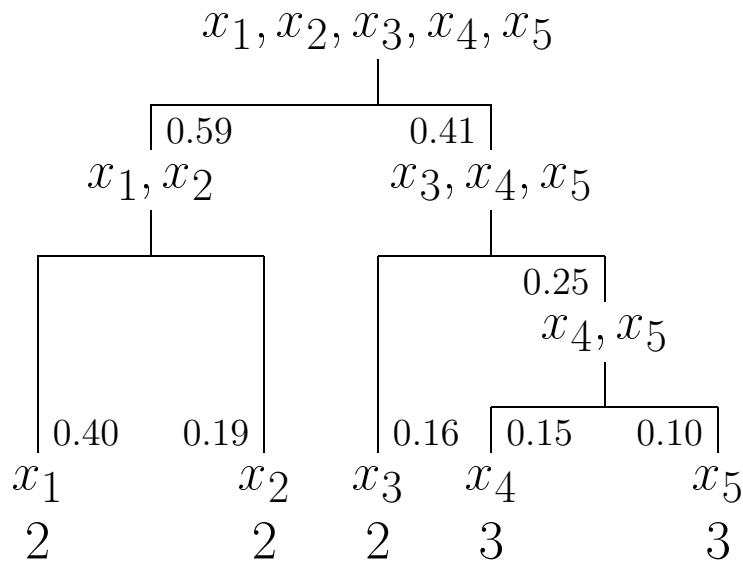 x₁, x₂, x₃, x₄, x₅
0.59 0.41
x₁, x₂ x₃, x₄, x₅
0.25
x₄, x₅
0.40 0.19 0.16 0.15 0.10
x₁ x₂ x₃ x₄ x₅
2 2 2 3 3